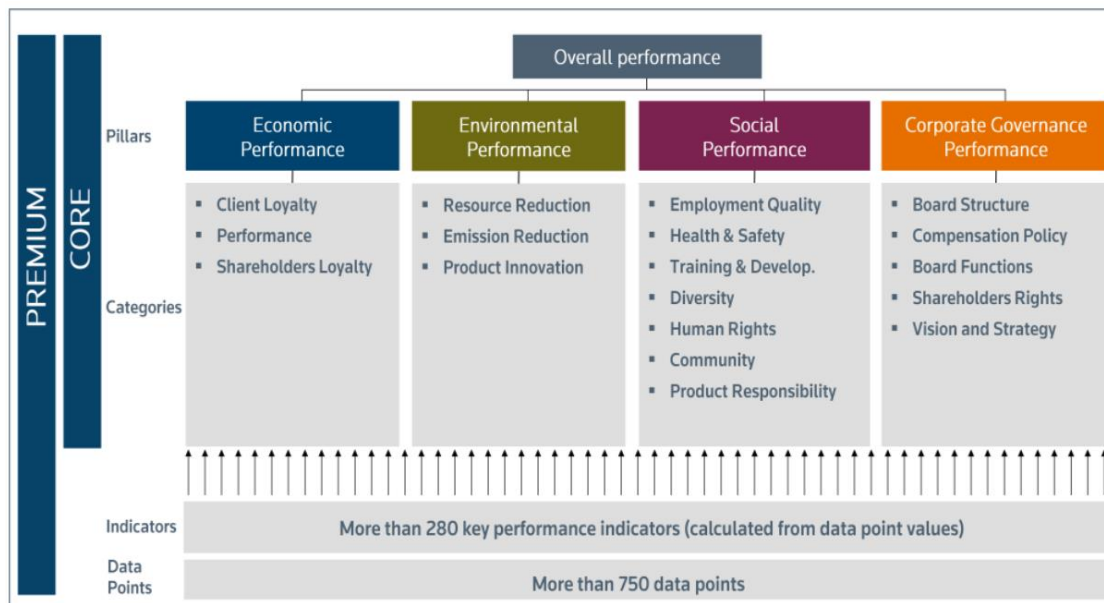 PREMIUM
CORE
Overall performance
Pillars
Economic
Performance
Environmental
Performance
Social
Performance
Corporate Governance
Performance
Categories
▪ Client Loyalty
▪ Performance
▪ Shareholders Loyalty
▪ Resource Reduction
▪ Emission Reduction
▪ Product Innovation
▪ Employment Quality
▪ Health & Safety
▪ Training & Develop.
▪ Diversity
▪ Human Rights
▪ Community
▪ Product Responsibility
▪ Board Structure
▪ Compensation Policy
▪ Board Functions
▪ Shareholders Rights
▪ Vision and Strategy
Indicators
More than 280 key performance indicators (calculated from data point values)
Data
Points
More than 750 data points